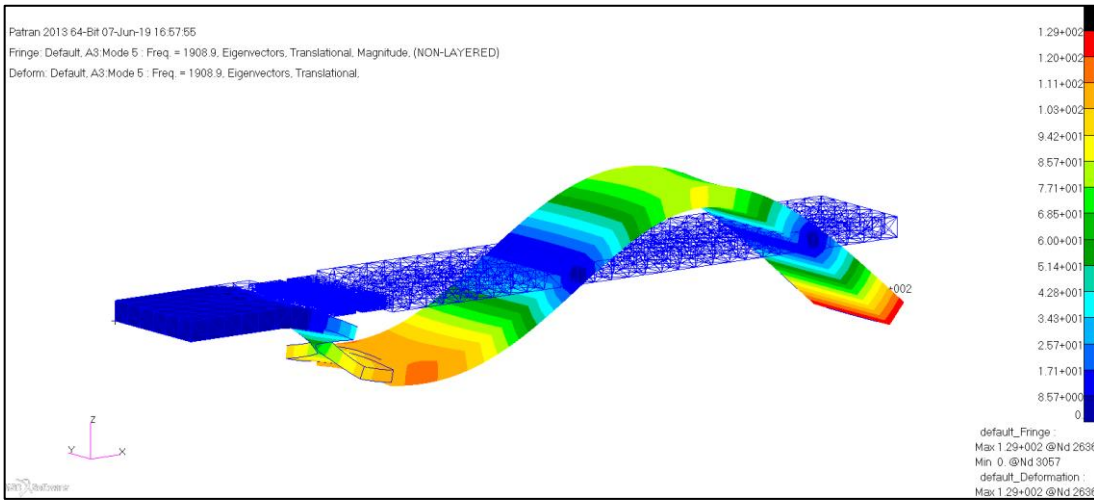 Patran 2013 64-Bit 07-Jun-19 16:57:55
Fringe: Default, A3:Mode 5 : Freq. = 1908.9, Eigenvectors, Translational, Magnitude, (NON-LAYERED)
Deform: Default, A3:Mode 5 : Freq. = 1908.9, Eigenvectors, Translational,
1.29+002
1.20+002
1.11+002
1.03+002
9.42+001
8.57+001
7.71+001
6.85+001
6.00+001
5.14+001
4.28+001
3.43+001
2.57+001
1.71+001
8.57+000
0
+002
Z
Y
X
default_Fringe :
Max 1.29+002 @Nd 2636
Min 0. @Nd 3057
default_Deformation :
Max 1.29+002 @Nd 2636
Software